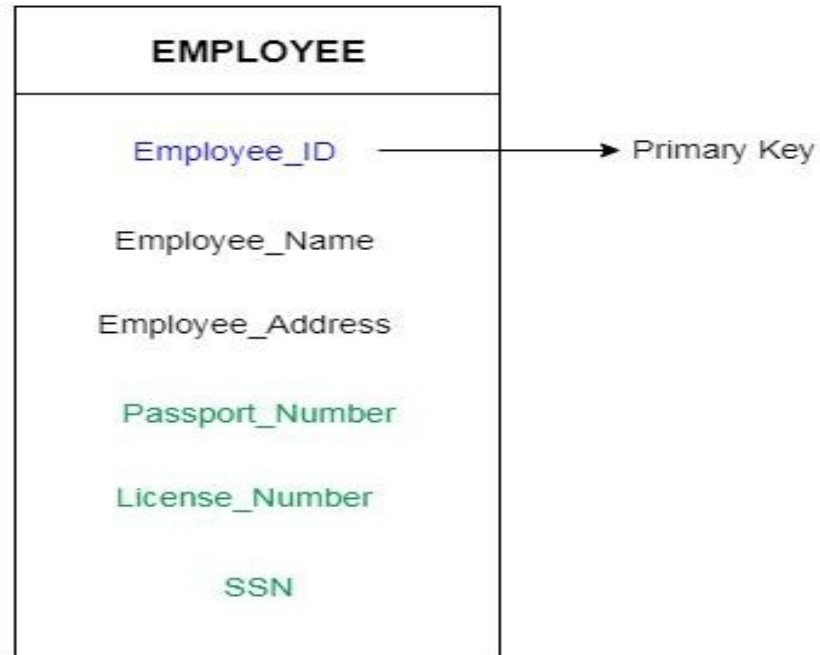 EMPLOYEE
Employee_ID Primary Key
Employee_Name
Employee_Address
Passport_Number
License_Number
SSN